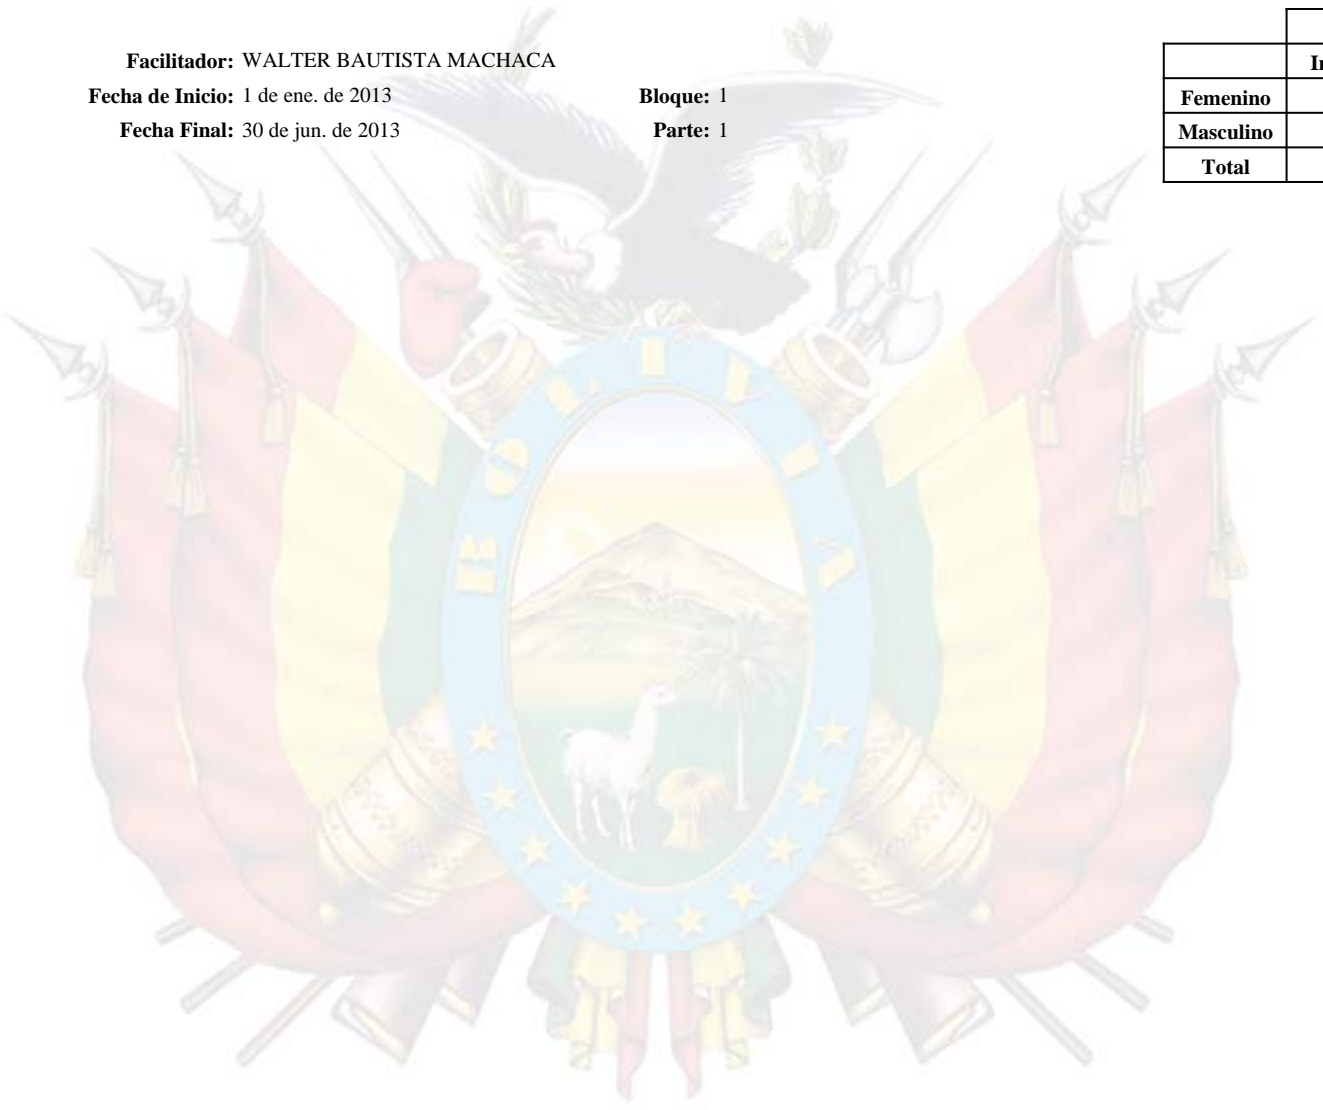 Facilitador: WALTER BAUTISTA MACHACA
Fecha de Inicio: 1 de ene. de 2013 Bloque: 1
Fecha Final: 30 de jun. de 2013 Parte: 1
Femenino
Masculino
Total
BOLIVIA